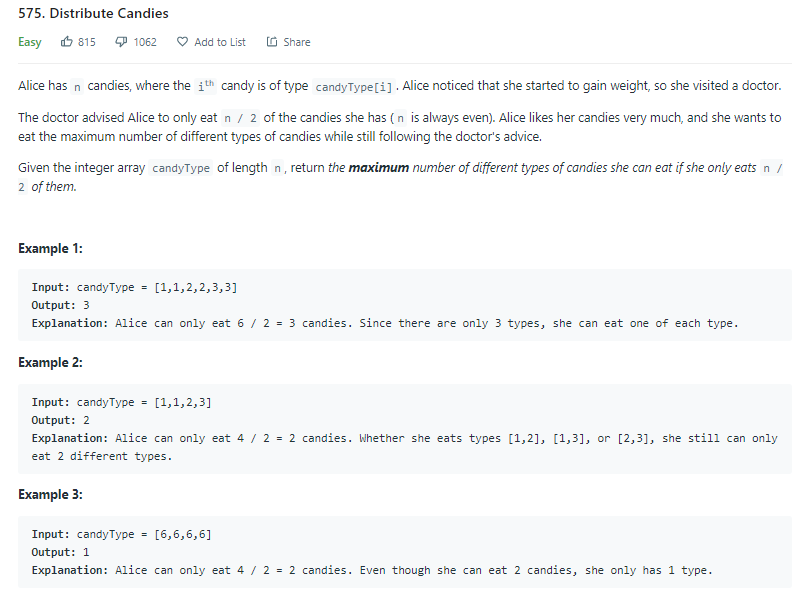 575. Distribute Candies
Easy 815 1062 Add to List Share
Alice has n candies, where the ith candy is of type candyType[i]. Alice noticed that she started to gain weight, so she visited a doctor.
The doctor advised Alice to only eat n / 2 of the candies she has (n is always even). Alice likes her candies very much, and she wants to
eat the maximum number of different types of candies while still following the doctor's advice.
Given the integer array candyType of length n, return the maximum number of different types of candies she can eat if she only eats n /
2 of them.
Example 1:
Input: candyType = [1,1,2,2,3,3]
Output: 3
Explanation: Alice can only eat 6 / 2 = 3 candies. Since there are only 3 types, she can eat one of each type.
Example 2:
Input: candyType = [1,1,2,3]
Output: 2
Explanation: Alice can only eat 4 / 2 = 2 candies. Whether she eats types [1,2], [1,3], or [2,3], she still can only
eat 2 different types.
Example 3:
Input: candyType = [6,6,6,6]
Output: 1
Explanation: Alice can only eat 4 / 2 = 2 candies. Even though she can eat 2 candies, she only has 1 type.